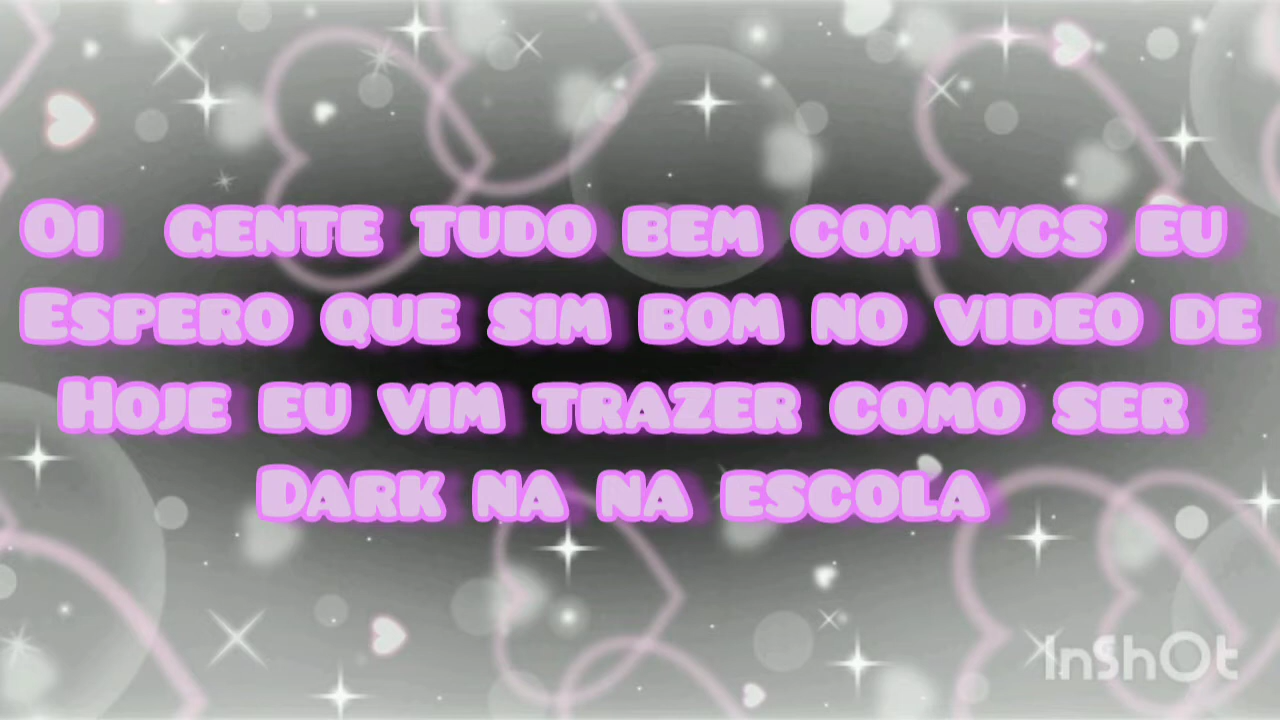 Oi gente tudo bem com vcs eu
Espero que sim bom no video de
Hoje eu vim trazer como ser
Dark na na escola
InShOt